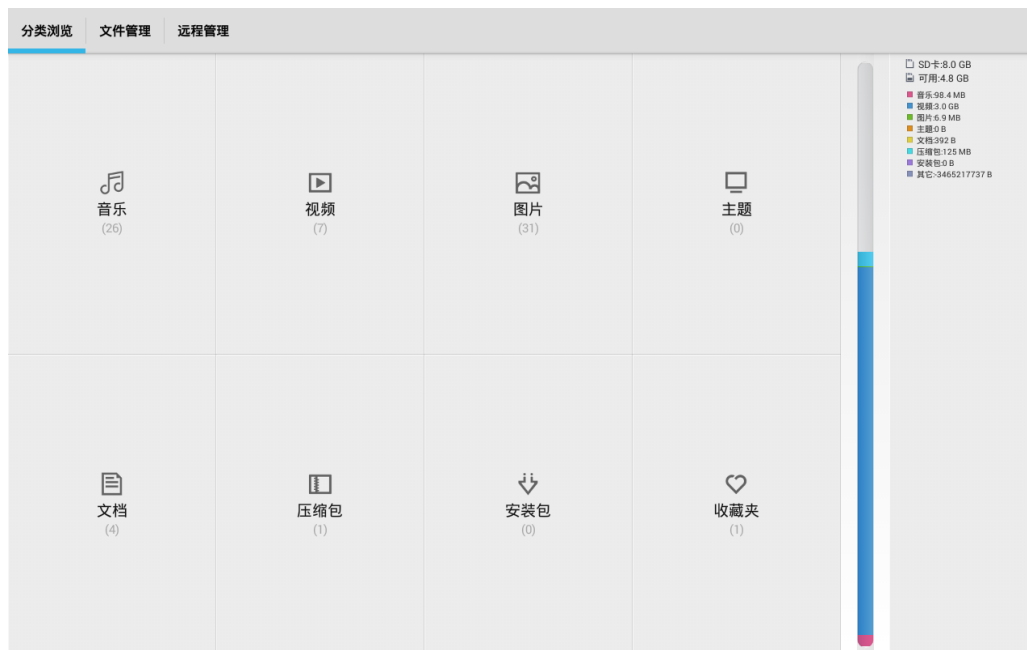 分类浏览
文件管理
远程管理
音乐
(26)
视频
(7)
图片
(31)
主题
(0)
文档
(4)
压缩包
(1)
安装包
(0)
收藏夹
(1)
SD卡:8.0 GB
可用:4.8 GB
音乐:98.4 MB
视频:3.0 GB
图片:6.9 MB
主题:0 B
文档:392 B
压缩包:125 MB
安装包:0 B
其它:-3465217737 B